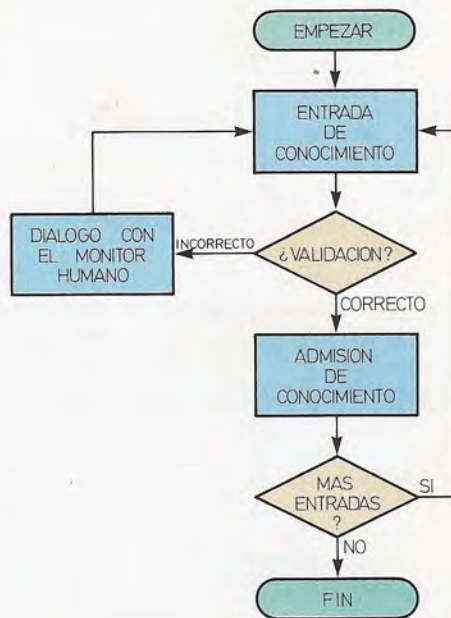 EMPEZAR
ENTRADA
DE
CONOCIMIENTO
DIALOGO CON
EL MONITOR
HUMANO
INCORRECTO
¿VALIDACION?
CORRECTO
ADMISION
DE
CONOCIMIENTO
MAS
ENTRADAS
?
SI
NO
FIN